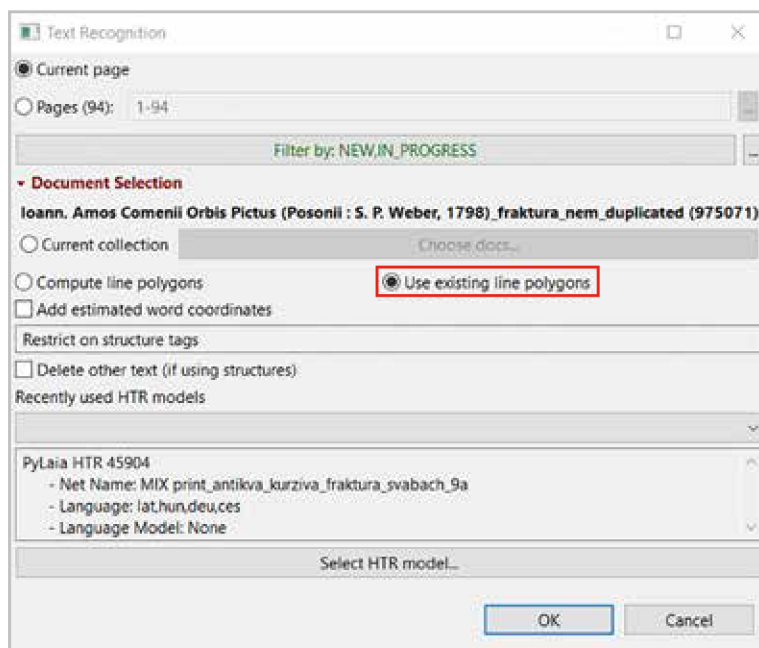 Text Recognition
Current page
Pages (94): 1-94 ...
Filter by: NEW,IN_PROGRESS ...
Document Selection
Ioann. Amos Comenii Orbis Pictus (Posonii : S. P. Weber, 1798)_fraktura_nem_duplicated (975071)
Current collection Choose docs...
Compute line polygons Use existing line polygons
Add estimated word coordinates
Restrict on structure tags
Delete other text (if using structures)
Recently used HTR models
PyLaia HTR 45904
- Net Name: MIX print_antikva_kurziva_fraktura_svabach_9a
- Language: lat,hun,deu,ces
- Language Model: None
Select HTR model...
OK Cancel